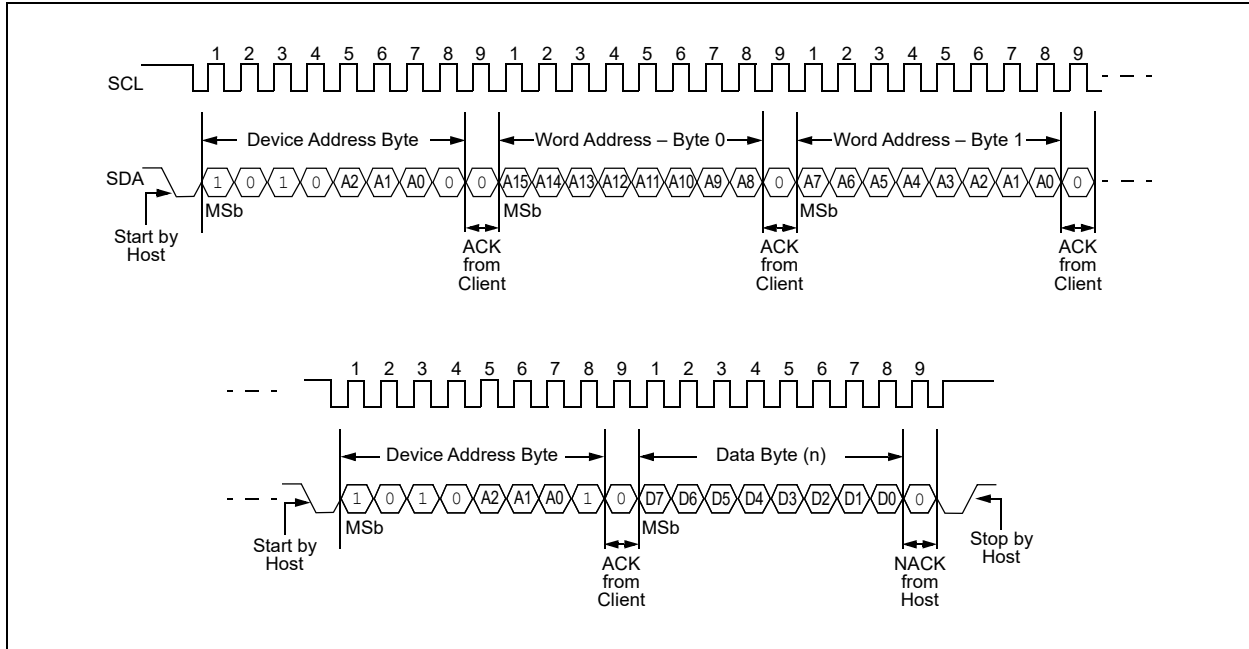 1 2 3 4 5 6 7 8 9 1 2 3 4 5 6 7 8 9 1 2 3 4 5 6 7 8 9
SCL
Device Address Byte Word Address – Byte 0 Word Address – Byte 1
SDA 1 0 1 0 A2 A1 A0 0 0 A15 A14 A13 A12 A11 A10 A9 A8 0 A7 A6 A5 A4 A3 A2 A1 A0 0
MSb MSb MSb
Start by
Host
ACK
from
Client
ACK
from
Client
ACK
from
Client
1 2 3 4 5 6 7 8 9 1 2 3 4 5 6 7 8 9
Device Address Byte Data Byte (n)
1 0 1 0 A2 A1 A0 1 0 D7 D6 D5 D4 D3 D2 D1 D0 0
MSb MSb
Start by
Host
ACK
from
Client
NACK
from
Host
Stop by
Host